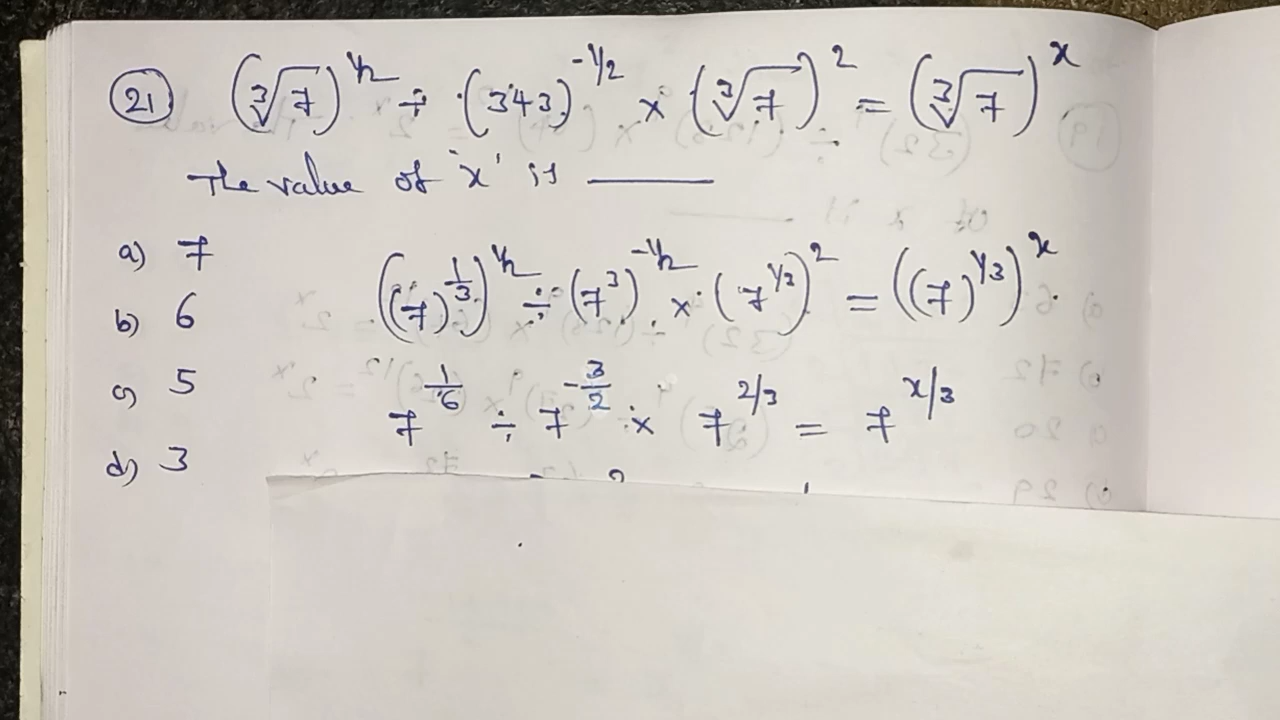 21) (∛7)^1/2 ÷ (343)^-1/2 × (∛7)^2 = (∛7)^x
The value of 'x' is ______
a) 7
b) 6
c) 5
d) 3
((7)^1/3)^1/2 ÷ (7^3)^-1/2 × (7^1/3)^2 = ((7)^1/3)^x
7^1/6 ÷ 7^-3/2 × 7^2/3 = 7^x/3